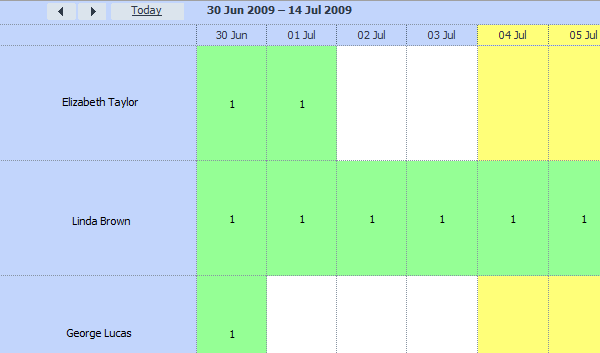 Today 30 Jun 2009 – 14 Jul 2009
30 Jun 01 Jul 02 Jul 03 Jul 04 Jul 05 Jul
Elizabeth Taylor 1 1
Linda Brown 1 1 1 1 1 1
George Lucas 1